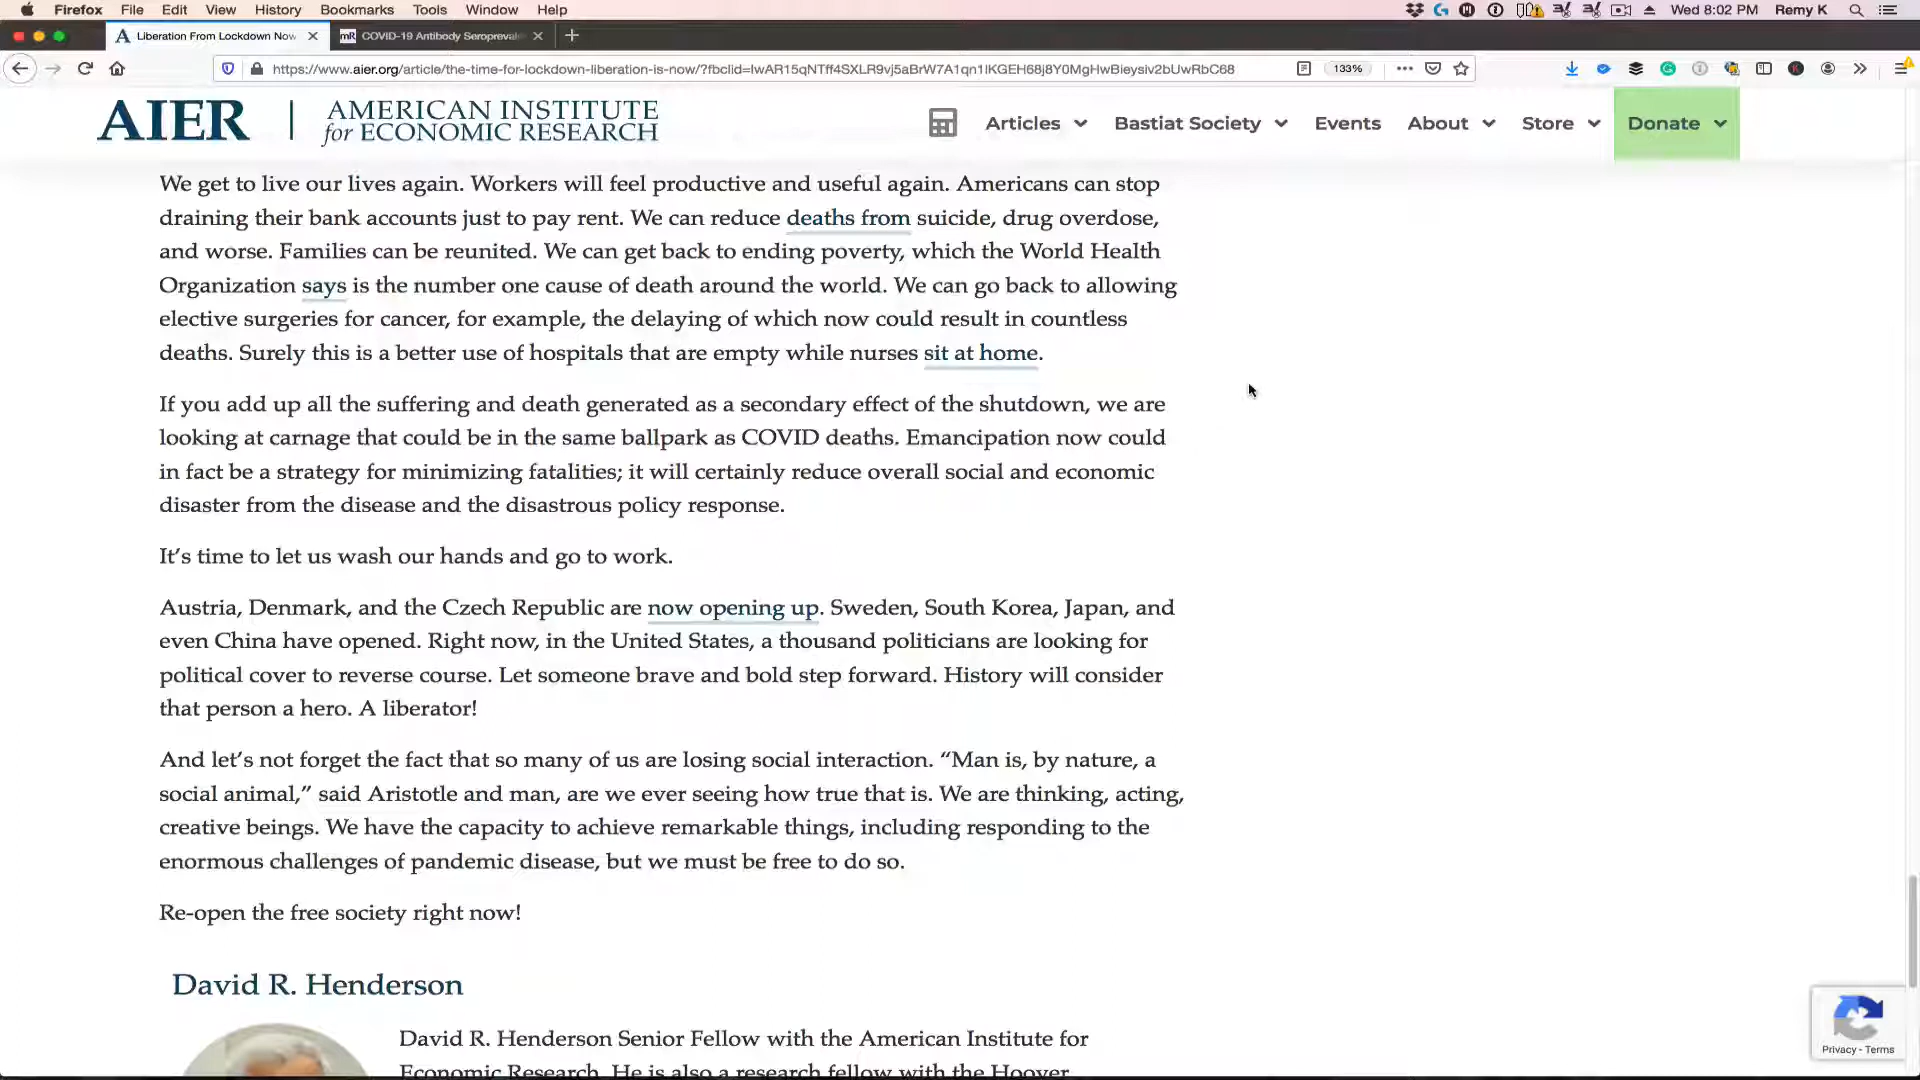 Firefox File Edit View History Bookmarks Tools Window Help Wed 8:02 PM Remy K
Liberation From Lockdown Now COVID-19 Antibody Seropreval
https://www.aier.org/article/the-time-for-lockdown-liberation-is-now/?fbclid=IwAR15qNTff4SXLR9vj5aBrW7A1qn1lKGEH68j8Y0MgHwBieysiv2bUwRbC68 133%
AIER AMERICAN INSTITUTE
for ECONOMIC RESEARCH
Articles Bastiat Society Events About Store Donate
We get to live our lives again. Workers will feel productive and useful again. Americans can stop
draining their bank accounts just to pay rent. We can reduce deaths from suicide, drug overdose,
and worse. Families can be reunited. We can get back to ending poverty, which the World Health
Organization says is the number one cause of death around the world. We can go back to allowing
elective surgeries for cancer, for example, the delaying of which now could result in countless
deaths. Surely this is a better use of hospitals that are empty while nurses sit at home.
If you add up all the suffering and death generated as a secondary effect of the shutdown, we are
looking at carnage that could be in the same ballpark as COVID deaths. Emancipation now could
in fact be a strategy for minimizing fatalities; it will certainly reduce overall social and economic
disaster from the disease and the disastrous policy response.
It's time to let us wash our hands and go to work.
Austria, Denmark, and the Czech Republic are now opening up. Sweden, South Korea, Japan, and
even China have opened. Right now, in the United States, a thousand politicians are looking for
political cover to reverse course. Let someone brave and bold step forward. History will consider
that person a hero. A liberator!
And let's not forget the fact that so many of us are losing social interaction. “Man is, by nature, a
social animal,” said Aristotle and man, are we ever seeing how true that is. We are thinking, acting,
creative beings. We have the capacity to achieve remarkable things, including responding to the
enormous challenges of pandemic disease, but we must be free to do so.
Re-open the free society right now!
David R. Henderson
David R. Henderson Senior Fellow with the American Institute for
Economic Research. He is also a research fellow with the Hoover
Privacy - Terms